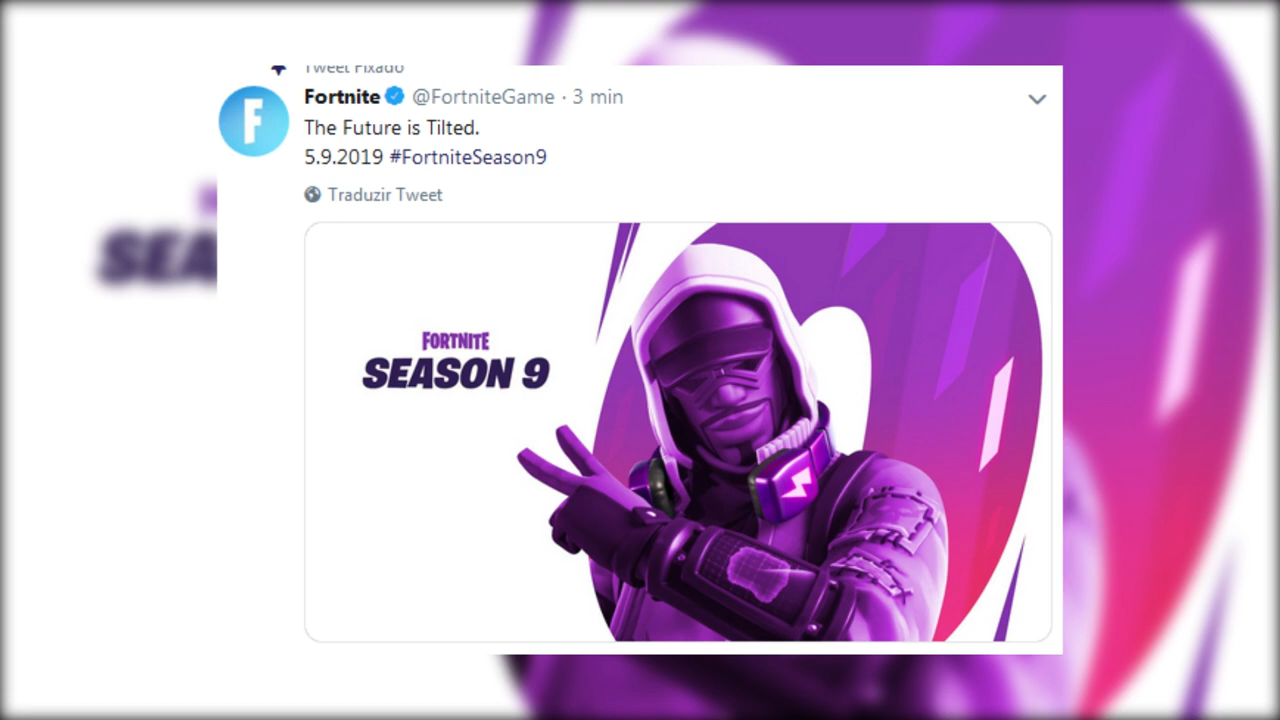 Tweet Fixado
Fortnite @FortniteGame · 3 min
The Future is Tilted.
5.9.2019 #FortniteSeason9
Traduzir Tweet
FORTNITE
SEASON 9
SEA